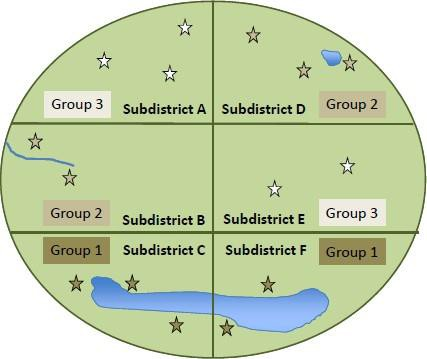 Group 3
Subdistrict A
Subdistrict D
Group 2
Group 2
Subdistrict B
Subdistrict E
Group 3
Group 1
Subdistrict C
Subdistrict F
Group 1